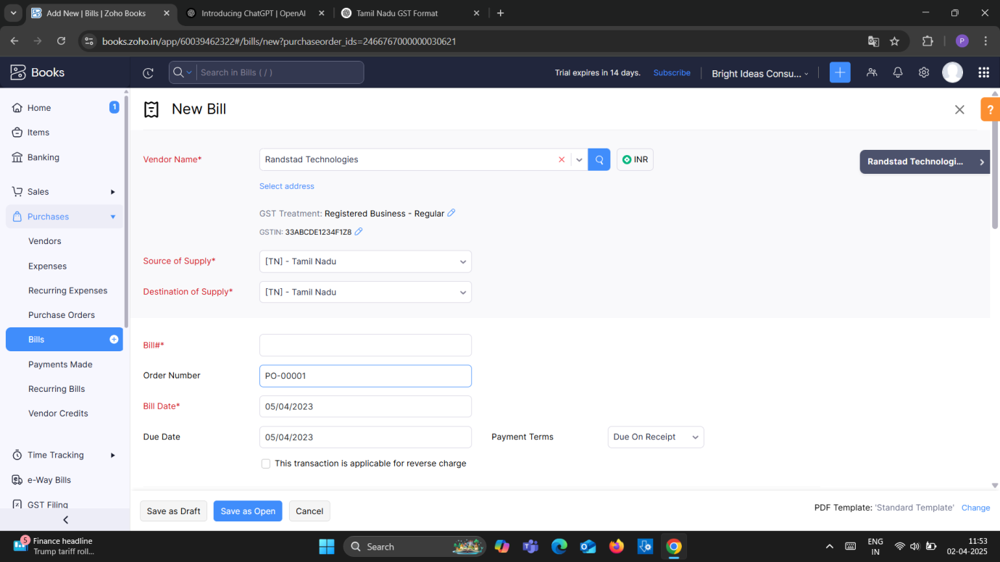 Add New | Bills | Zoho Books
Introducing ChatGPT | OpenAI
Tamil Nadu GST Format
books.zoho.in/app/60039462322#/bills/new?purchaseorder_ids=2466767000000030621
P
Books
Search in Bills ( / )
Trial expires in 14 days.
Subscribe
Bright Ideas Consu...
Home
1
Items
Banking
Sales
Purchases
Vendors
Expenses
Recurring Expenses
Purchase Orders
Bills
Payments Made
Recurring Bills
Vendor Credits
Time Tracking
e-Way Bills
GST Filing
New Bill
?
Vendor Name*
Randstad Technologies
INR
Randstad Technologi...
Select address
GST Treatment: Registered Business - Regular
GSTIN: 33ABCDE1234F1Z8
Source of Supply*
[TN] - Tamil Nadu
Destination of Supply*
[TN] - Tamil Nadu
Bill#*
Order Number
PO-00001
Bill Date*
05/04/2023
Due Date
05/04/2023
Payment Terms
Due On Receipt
This transaction is applicable for reverse charge
Save as Draft
Save as Open
Cancel
PDF Template: 'Standard Template' Change
5
Finance headline
Trump tariff roll...
Search
ENG
IN
11:53
02-04-2025